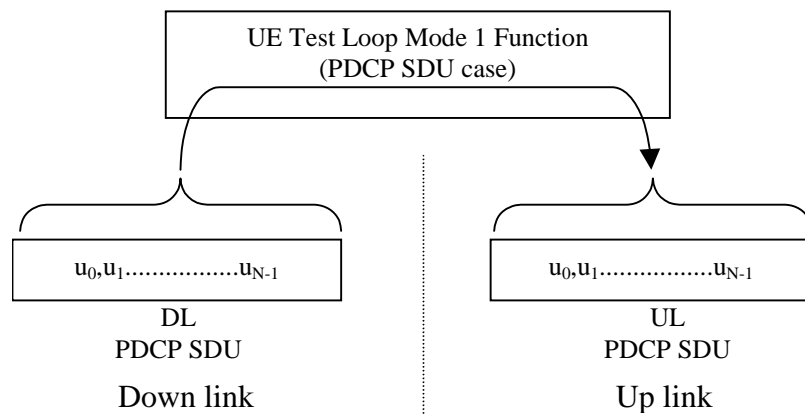 UE Test Loop Mode 1 Function
(PDCP SDU case)
u0,u1.................uN-1
DL
PDCP SDU
Down link
u0,u1.................uN-1
UL
PDCP SDU
Up link